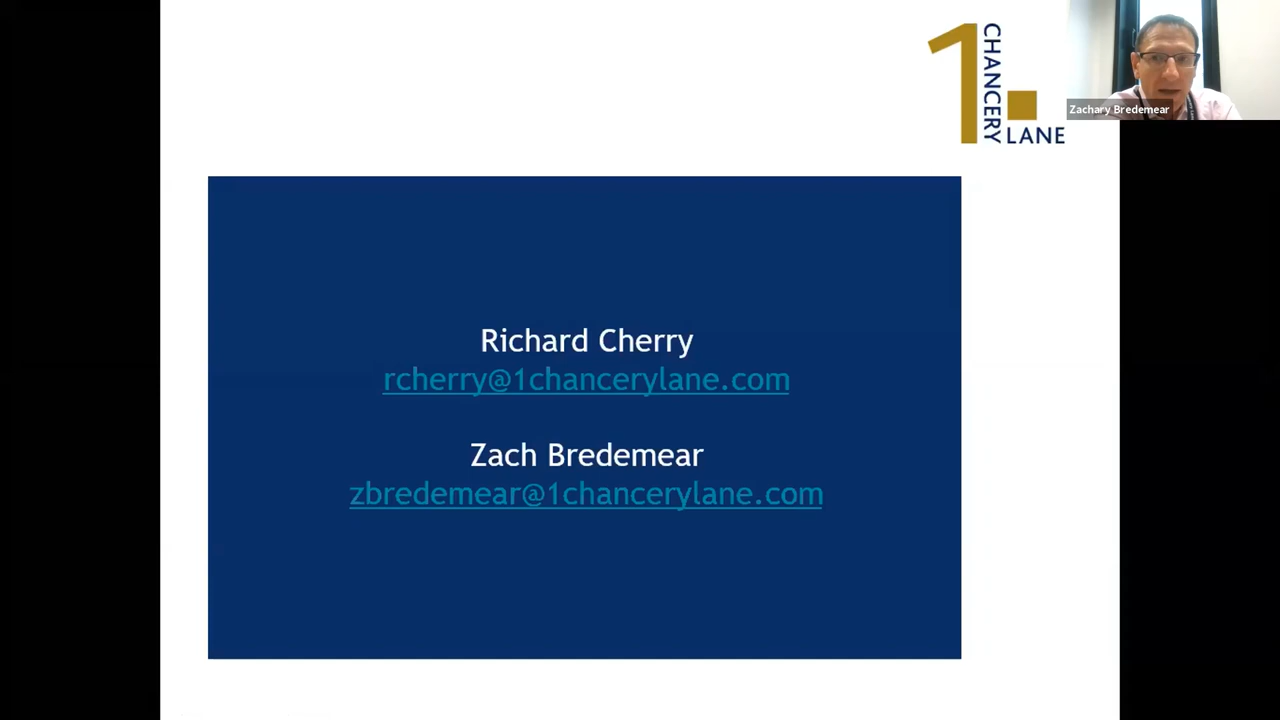 1 CHANCERY LANE
Zachary Bredemear
Richard Cherry
rcherry@1chancerylane.com
Zach Bredemear
zbredemear@1chancerylane.com